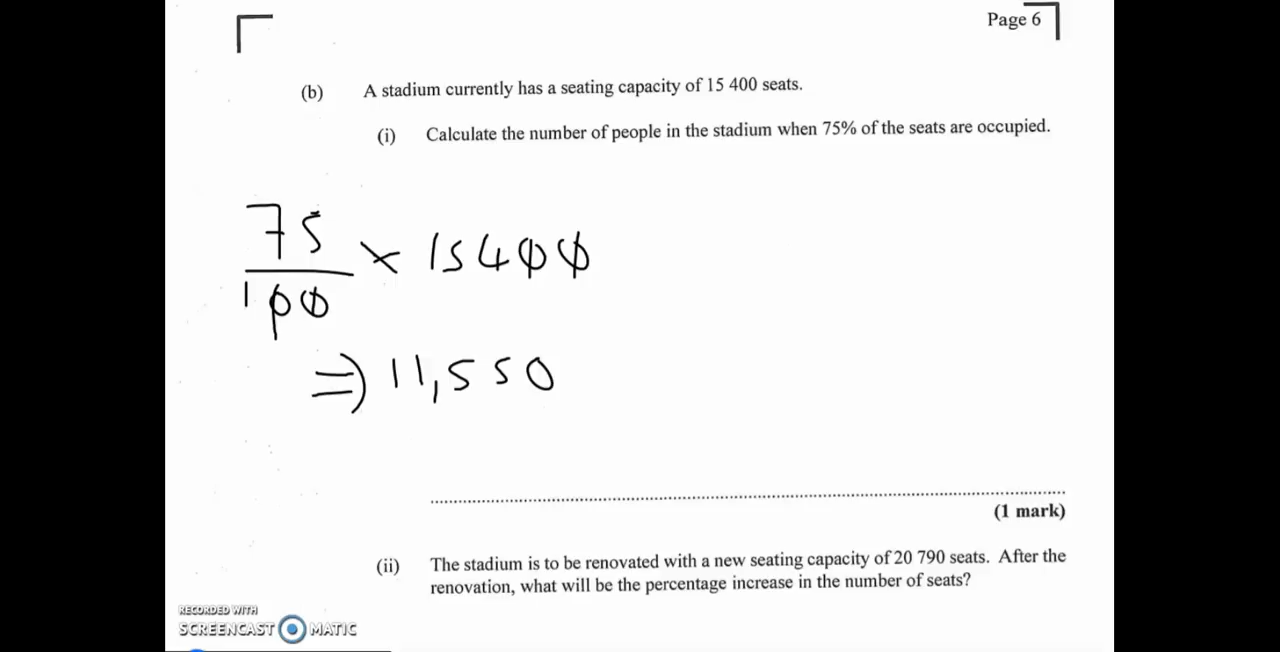 Page 6
(b) A stadium currently has a seating capacity of 15 400 seats.
(i) Calculate the number of people in the stadium when 75% of the seats are occupied.
75
× 15400
100
⇒ 11,550
(1 mark)
(ii) The stadium is to be renovated with a new seating capacity of 20 790 seats. After the
renovation, what will be the percentage increase in the number of seats?
RECORDED WITH
SCREENCAST MATIC